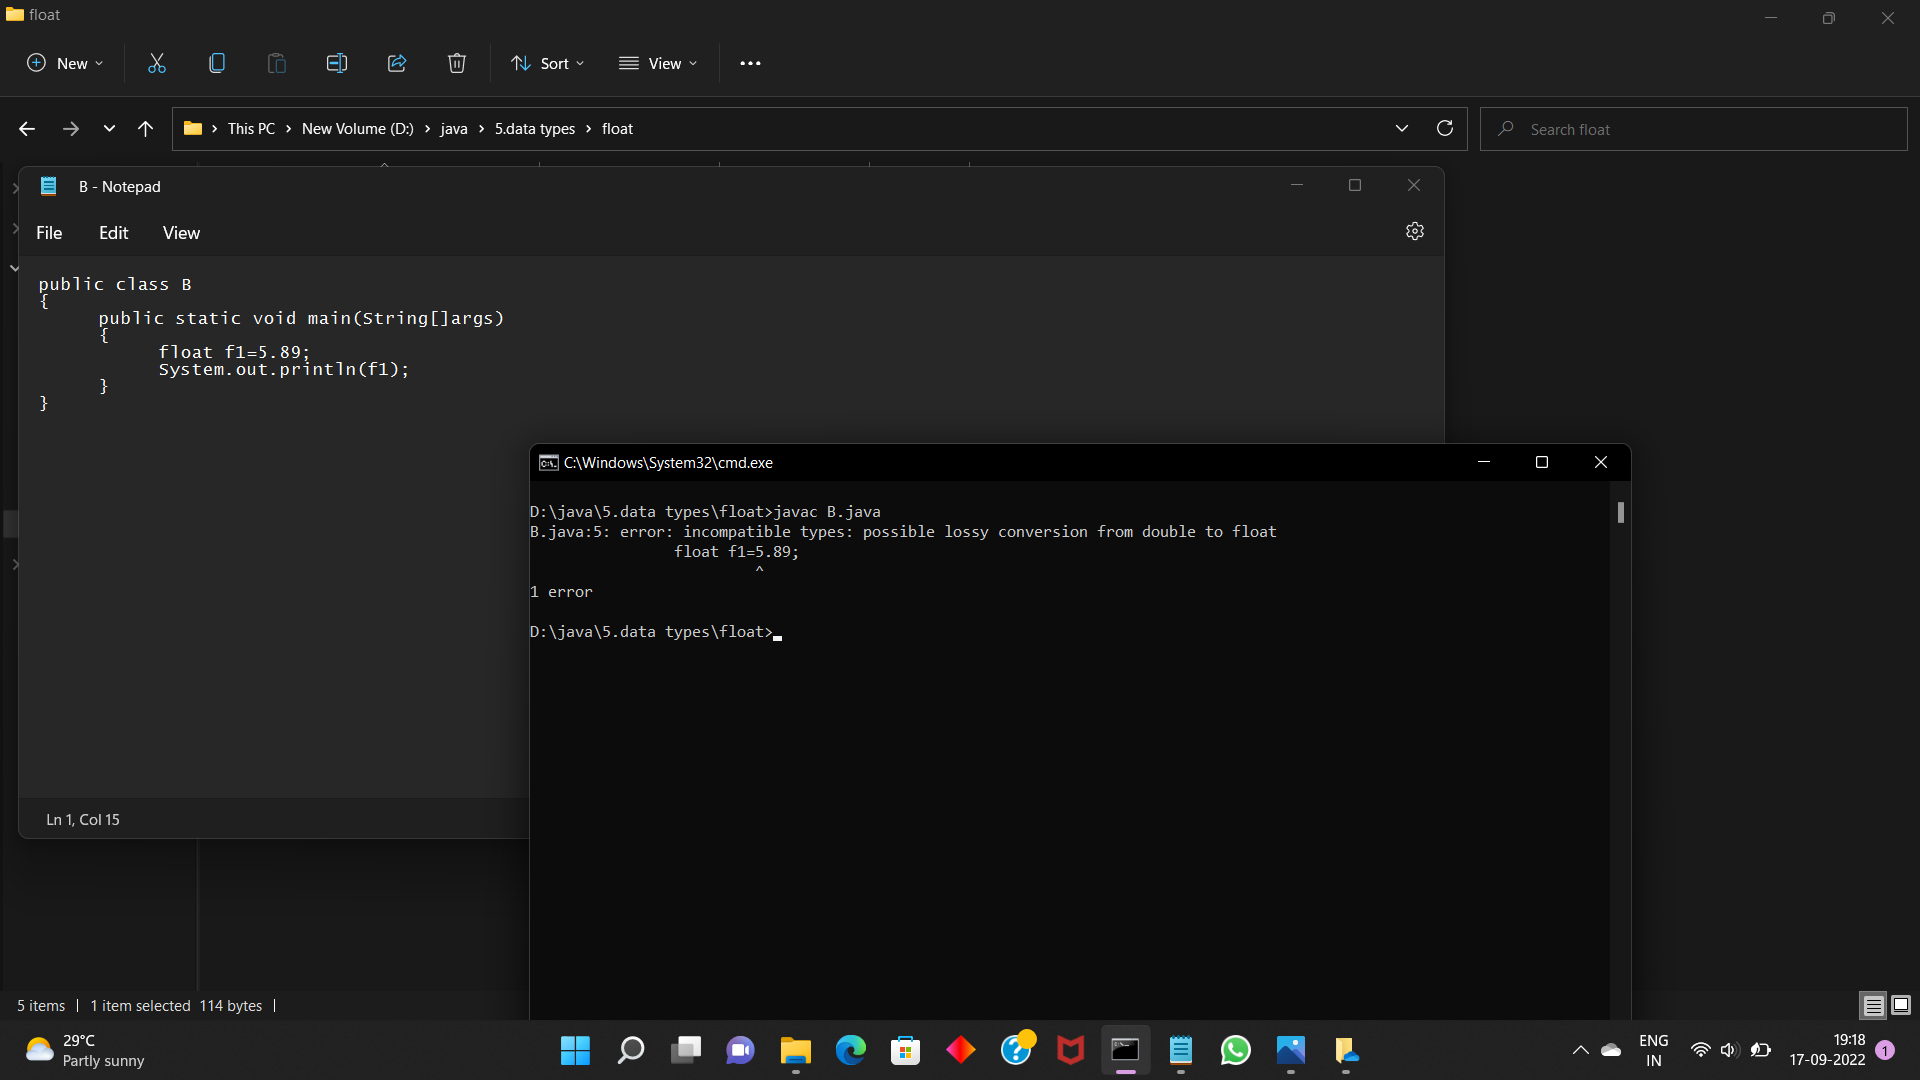 float
New
Sort
View
This PC > New Volume (D:) > java > 5.data types > float
Search float
B - Notepad
File Edit View
public class B
{
public static void main(String[]args)
{
float f1=5.89;
System.out.println(f1);
}
}
Ln 1, Col 15
C:\Windows\System32\cmd.exe
D:\java\5.data types\float>javac B.java
B.java:5: error: incompatible types: possible lossy conversion from double to float
float f1=5.89;
^
1 error
D:\java\5.data types\float>
5 items | 1 item selected 114 bytes |
29°C
Partly sunny
ENG
IN
19:18
17-09-2022
1